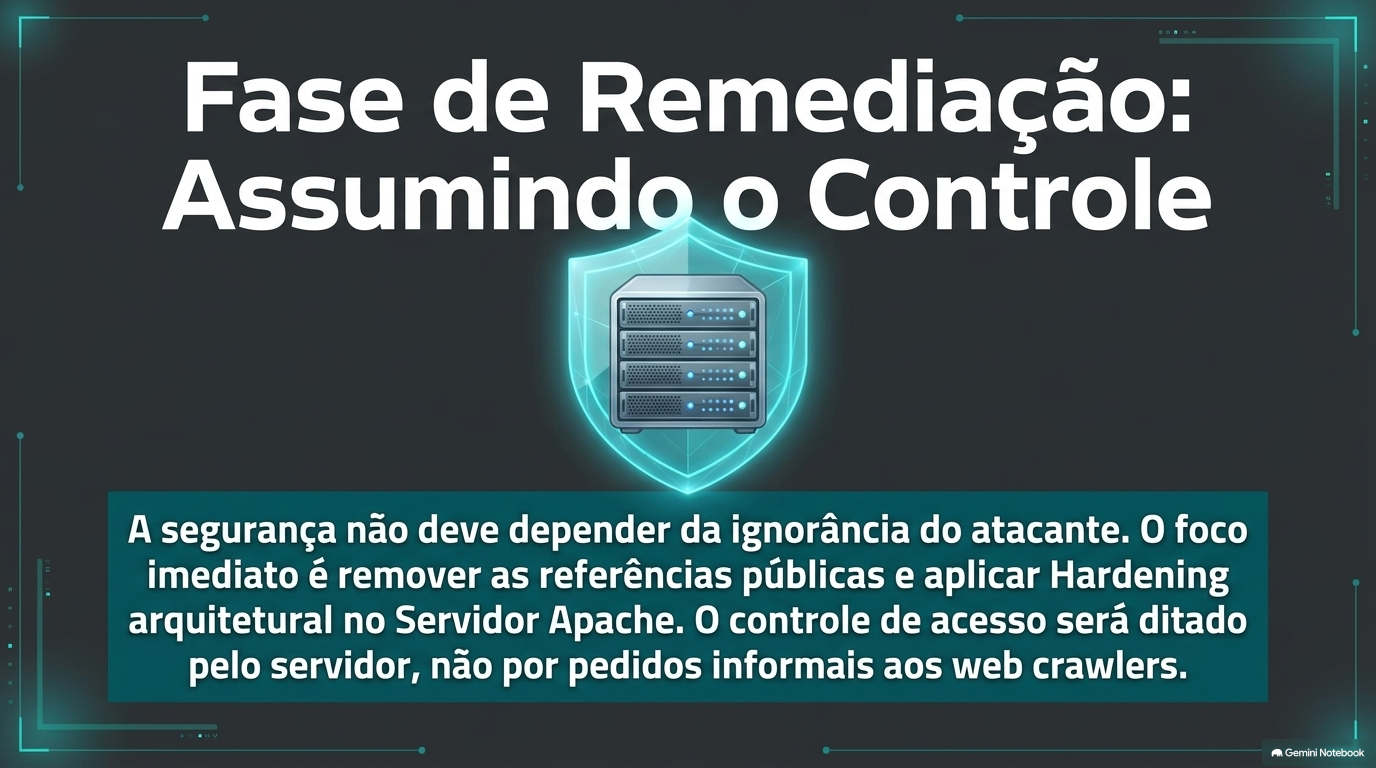 Fase de Remediação:
Assumindo o Controle
A segurança não deve depender da ignorância do atacante. O foco
imediato é remover as referências públicas e aplicar Hardening
arquitetural no Servidor Apache. O controle de acesso será ditado
pelo servidor, não por pedidos informais aos web crawlers.
Gemini Notebook